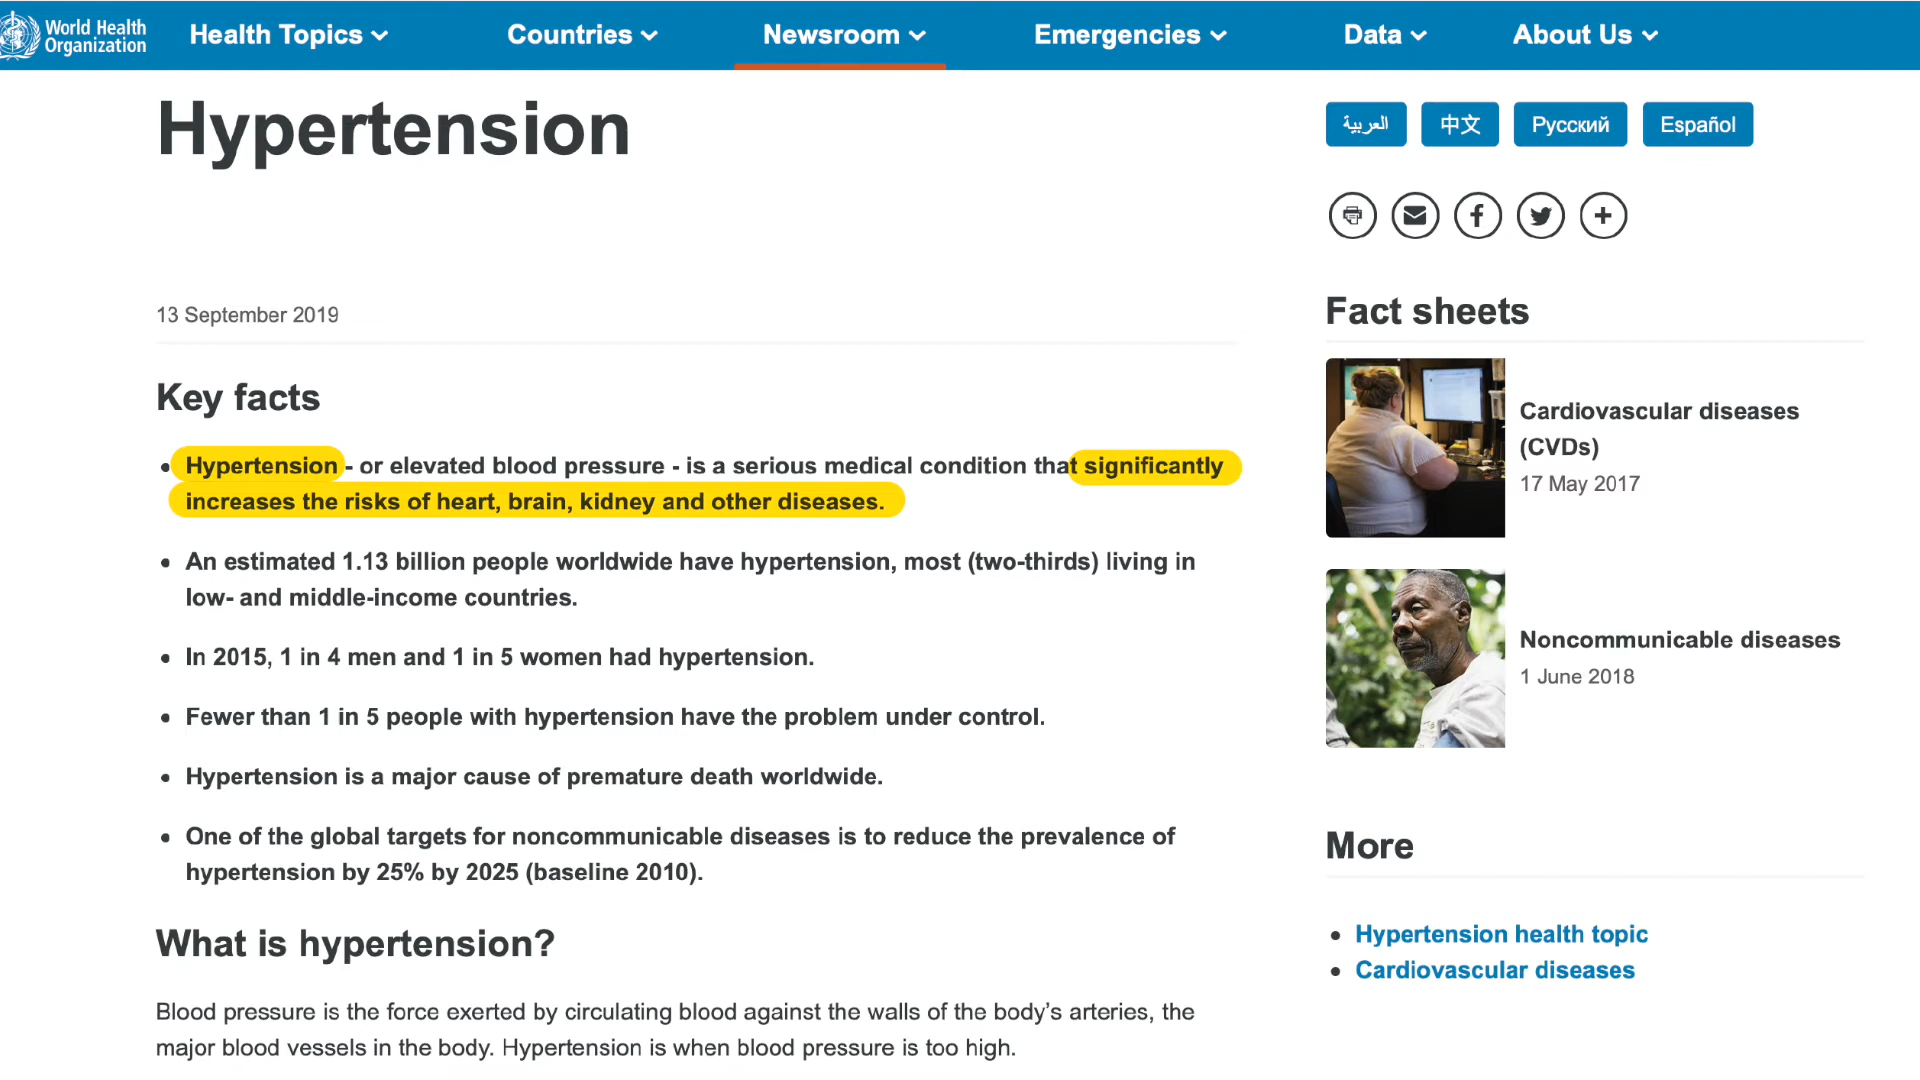 World Health
Organization
Health Topics
Countries
Newsroom
Emergencies
Data
About Us
Hypertension
العربية
中文
Русский
Español
13 September 2019
Key facts
Hypertension - or elevated blood pressure - is a serious medical condition that significantly
increases the risks of heart, brain, kidney and other diseases.
An estimated 1.13 billion people worldwide have hypertension, most (two-thirds) living in
low- and middle-income countries.
In 2015, 1 in 4 men and 1 in 5 women had hypertension.
Fewer than 1 in 5 people with hypertension have the problem under control.
Hypertension is a major cause of premature death worldwide.
One of the global targets for noncommunicable diseases is to reduce the prevalence of
hypertension by 25% by 2025 (baseline 2010).
What is hypertension?
Blood pressure is the force exerted by circulating blood against the walls of the body’s arteries, the
major blood vessels in the body. Hypertension is when blood pressure is too high.
Fact sheets
Cardiovascular diseases
(CVDs)
17 May 2017
Noncommunicable diseases
1 June 2018
More
Hypertension health topic
Cardiovascular diseases